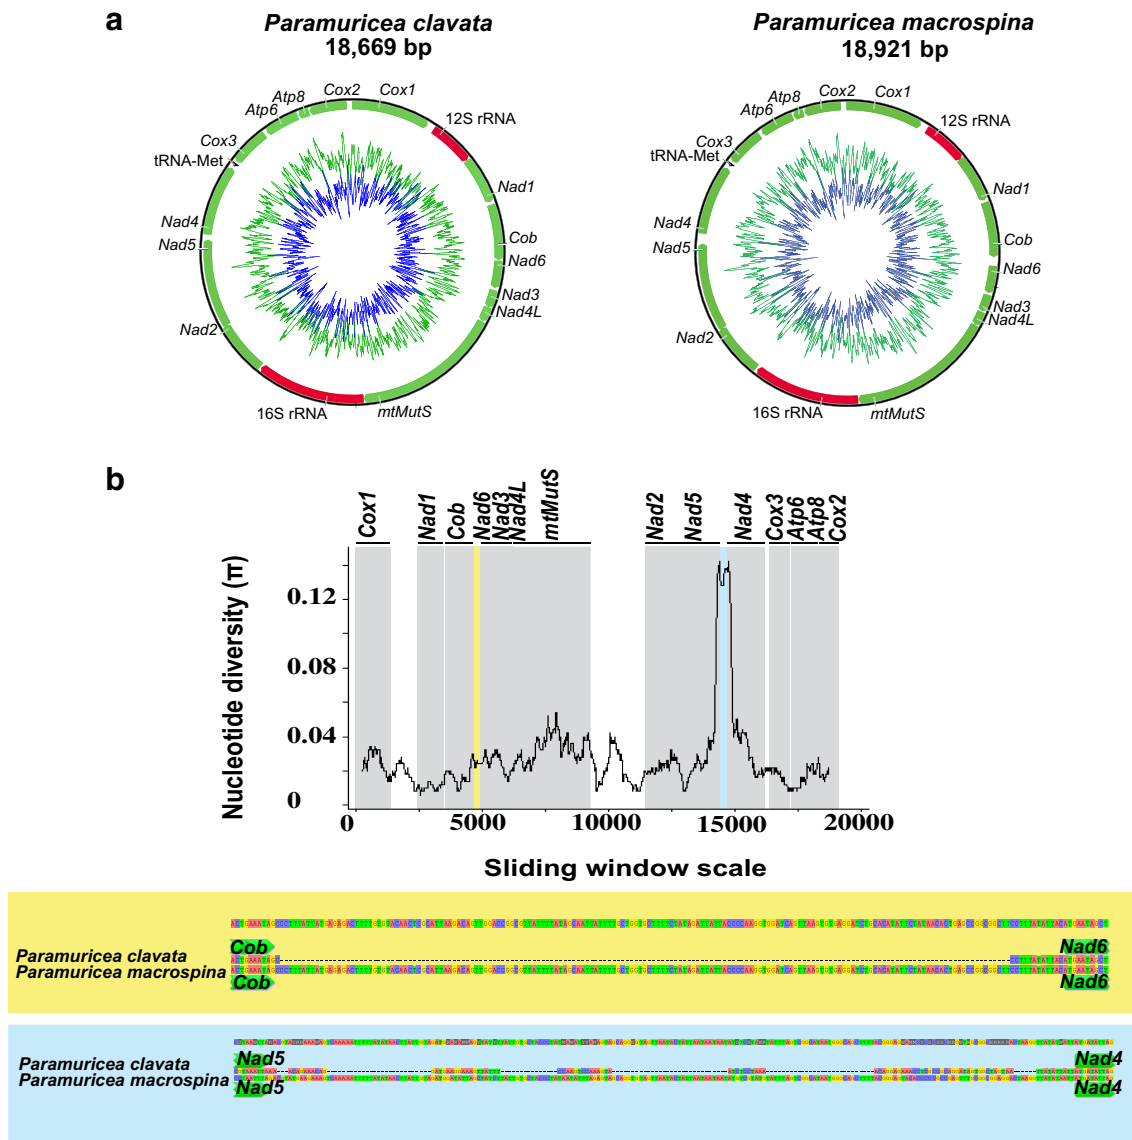 a
Paramuricea clavata
18,669 bp
Paramuricea macrospina
18,921 bp
Cox2
Cox1
Atp8
Atp6
12S rRNA
Cox3
tRNA-Met
Nad1
Nad4
Nad5
Cob
Nad6
Nad3
Nad4L
Nad2
16S rRNA
mtMutS
Cox2
Cox1
Atp8
Atp6
12S rRNA
Cox3
tRNA-Met
Nad1
Nad4
Nad5
Cob
Nad6
Nad3
Nad4L
Nad2
16S rRNA
mtMutS
b
Cox1
Nad1
Cob
Nad6
Nad3
Nad4L
mtMutS
Nad2
Nad5
Nad4
Cox3
Atp6
Atp8
Cox2
Nucleotide diversity (π)
0.12
0.08
0.04
0
0 5000 10000 15000 20000
Sliding window scale
Cob Nad6
Paramuricea clavata
Paramuricea macrospina
Cob Nad6
Paramuricea clavata
Nad5 Nad4
Paramuricea macrospina
Nad5 Nad4